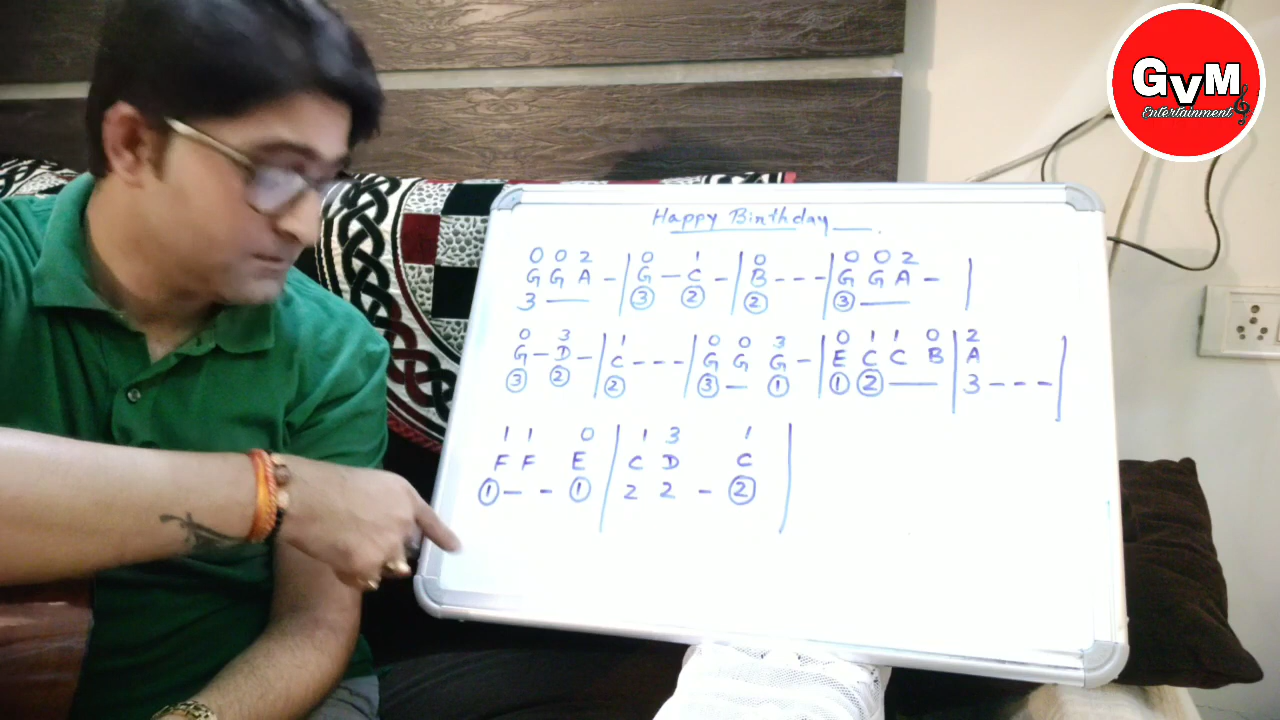 GvM
Entertainment
Happy Birthday ___.
0 0 2 | 0 1 | 0 | 0 0 2
G G A - | G - C - | B - - - | G G A - |
3 —— | ③ ② | ② | ③ ——
0 3 | 1 | 0 0 3 | 0 1 1 0 | 2
G - D - | C - - - | G G G - | E C C B | A |
③ ② | ② | ③ — ① | ① ② —— | 3 - - -
1 1 0 | 1 3 1
F F E | C D C |
① - - ① | 2 2 - ②